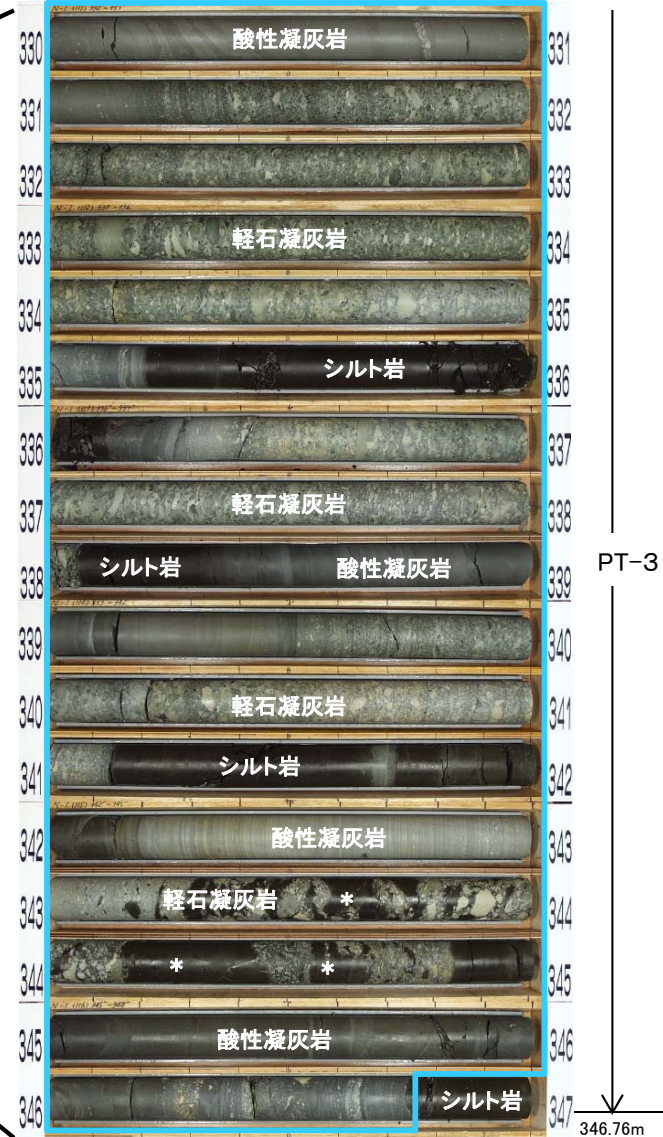 330 酸性凝灰岩 331
331 332
332 333
333 軽石凝灰岩 334
334 335
335 シルト岩 336
336 337
337 軽石凝灰岩 338
338 シルト岩 酸性凝灰岩 339
PT-3
339 340
340 軽石凝灰岩 341
341 シルト岩 342
342 酸性凝灰岩 343
343 軽石凝灰岩 * 344
344 * * 345
345 酸性凝灰岩 346
346 シルト岩 347
346.76m